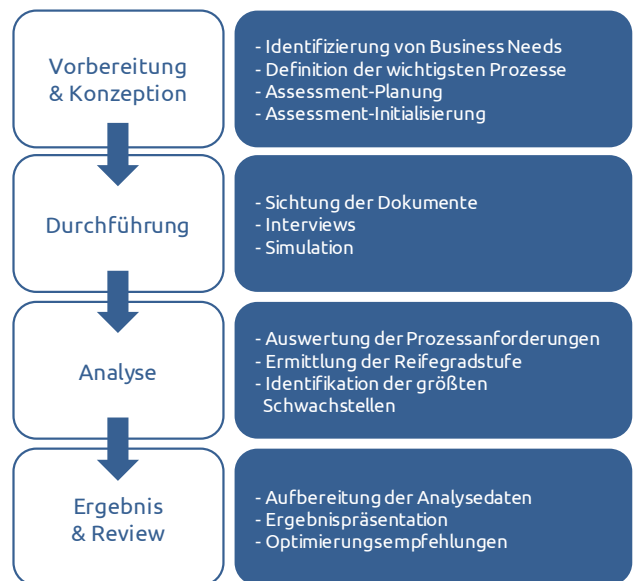 Vorbereitung
& Konzeption
- Identifizierung von Business Needs
- Definition der wichtigsten Prozesse
- Assessment-Planung
- Assessment-Initialisierung
Durchführung
- Sichtung der Dokumente
- Interviews
- Simulation
Analyse
- Auswertung der Prozessanforderungen
- Ermittlung der Reifegradstufe
- Identifikation der größten
Schwachstellen
Ergebnis
& Review
- Aufbereitung der Analysedaten
- Ergebnispräsentation
- Optimierungsempfehlungen